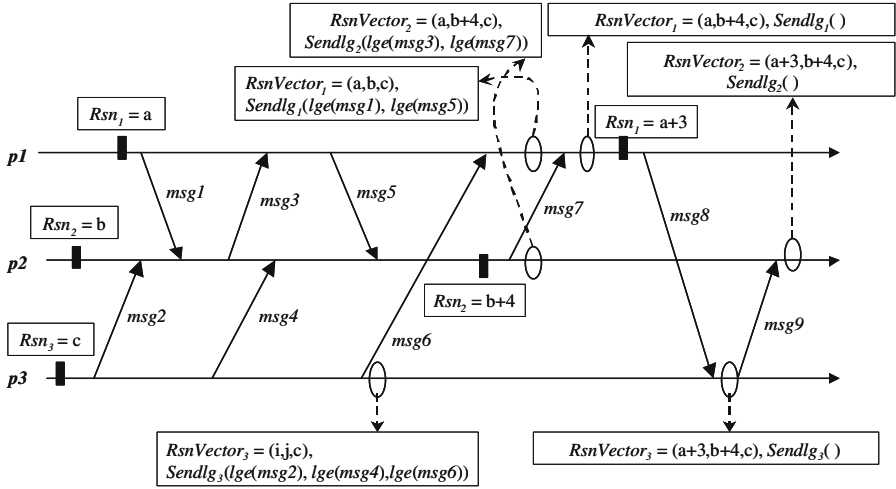 RsnVector₂ = (a,b+4,c),
Sendlg₂(lge(msg3), lge(msg7))
RsnVector₁ = (a,b+4,c), Sendlg₁( )
RsnVector₂ = (a+3,b+4,c),
Sendlg₂( )
RsnVector₁ = (a,b,c),
Sendlg₁(lge(msg1), lge(msg5))
Rsn₁ = a
Rsn₁ = a+3
p1
msg1
msg3
msg5
msg7
msg8
Rsn₂ = b
p2
Rsn₂ = b+4
msg2
msg4
msg6
msg9
Rsn₃ = c
p3
RsnVector₃ = (i,j,c),
Sendlg₃(lge(msg2), lge(msg4),lge(msg6))
RsnVector₃ = (a+3,b+4,c), Sendlg₃( )